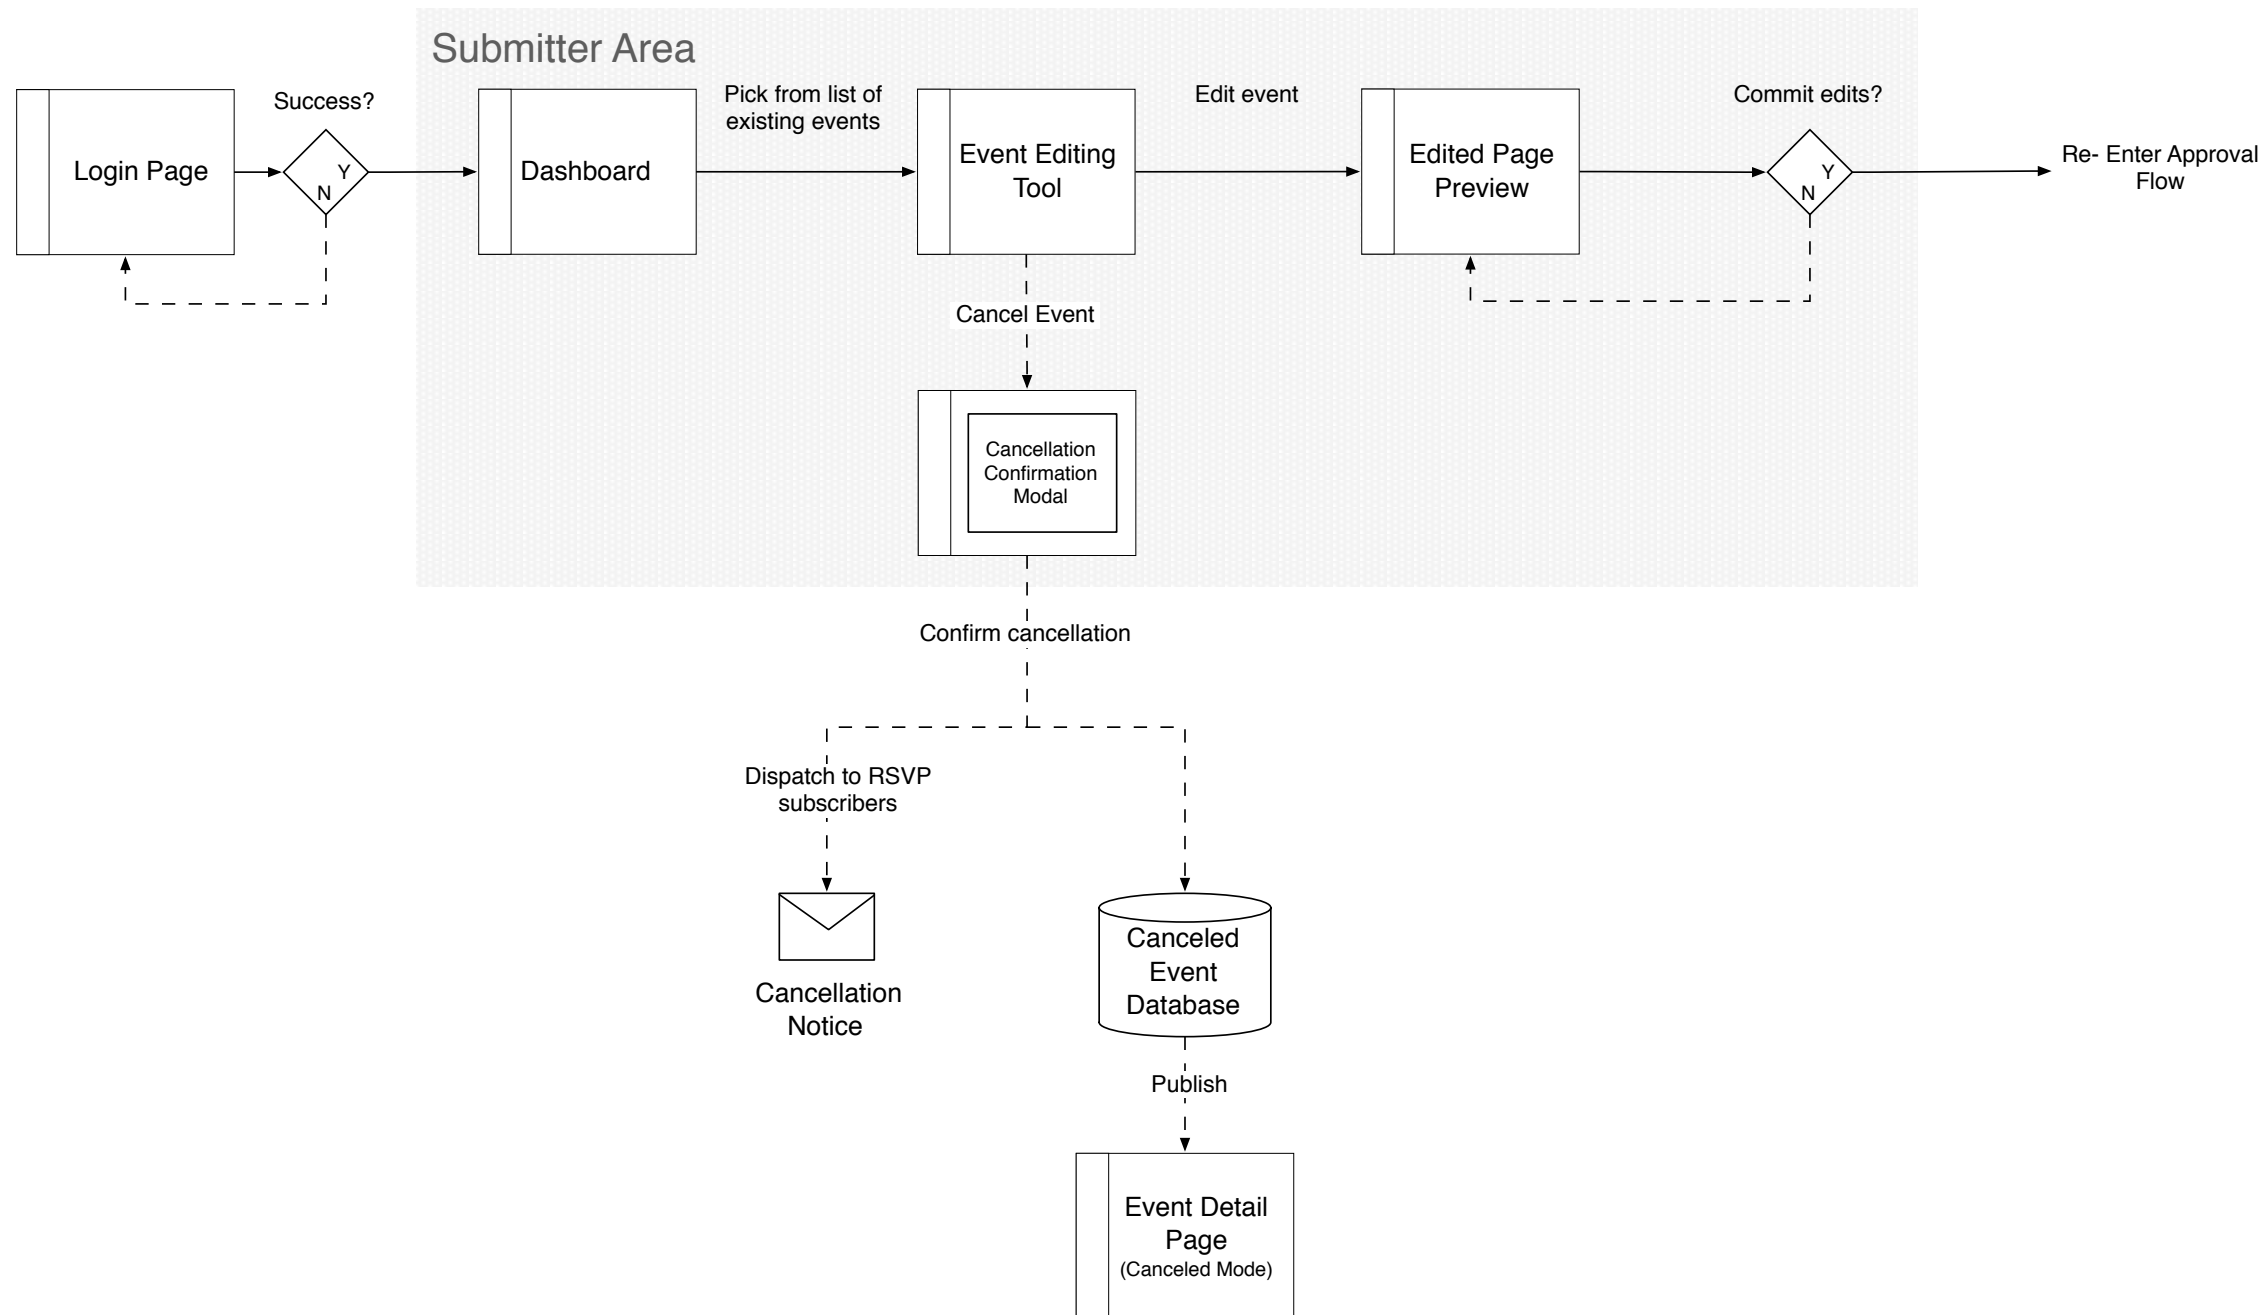 Submitter Area
Login Page
Success?
Y
N
Dashboard
Pick from list of
existing events
Event Editing
Tool
Edit event
Edited Page
Preview
Commit edits?
Y
N
Re- Enter Approval
Flow
Cancel Event
Cancellation
Confirmation
Modal
Confirm cancellation
Dispatch to RSVP
subscribers
Cancellation
Notice
Canceled
Event
Database
Publish
Event Detail
Page
(Canceled Mode)